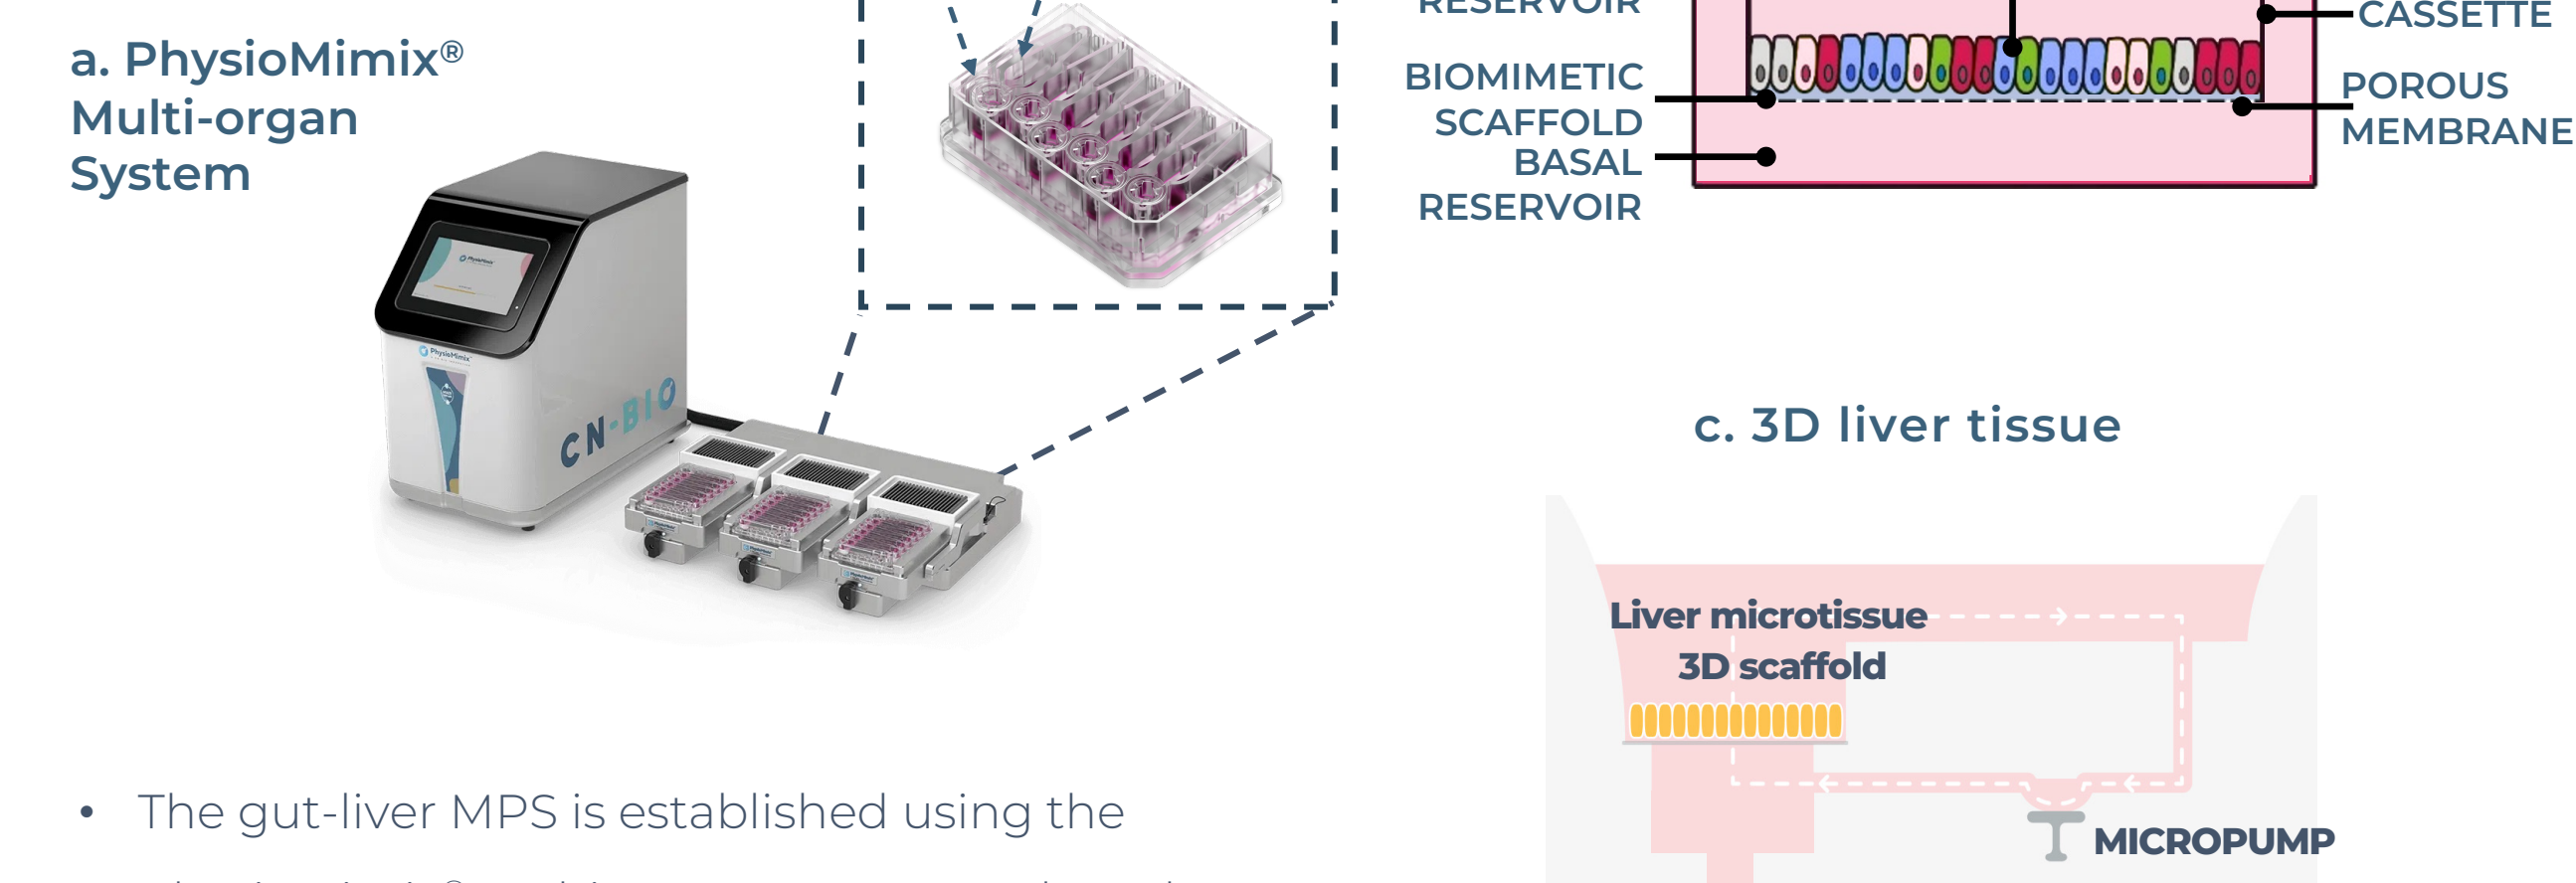 a. PhysioMimix®
Multi-organ
System
PhysioMimix
CN-BIO
RESERVOIR
BIOMIMETIC
SCAFFOLD
BASAL
RESERVOIR
CASSETTE
POROUS
MEMBRANE
c. 3D liver tissue
Liver microtissue
3D scaffold
MICROPUMP
• The gut-liver MPS is established using the